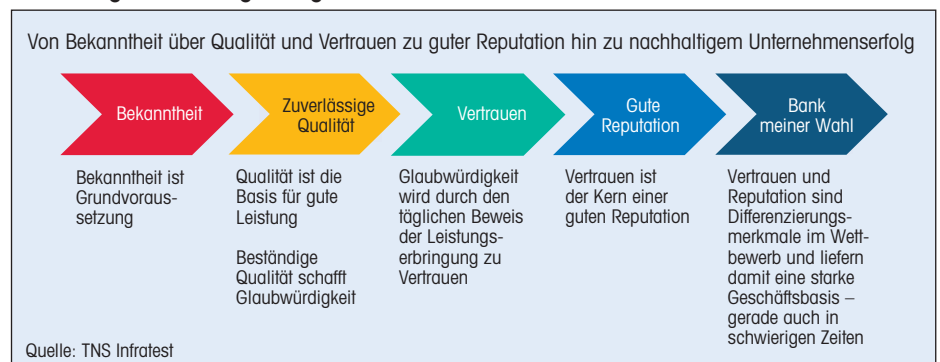 Von Bekanntheit über Qualität und Vertrauen zu guter Reputation hin zu nachhaltigem Unternehmenserfolg
Bekanntheit
Zuverlässige
Qualität
Vertrauen
Gute
Reputation
Bank
meiner Wahl
Bekanntheit ist
Grundvoraus-
setzung
Qualität ist die
Basis für gute
Leistung
Beständige
Qualität schafft
Glaubwürdigkeit
Glaubwürdigkeit
wird durch den
täglichen Beweis
der Leistungs-
erbringung zu
Vertrauen
Vertrauen ist
der Kern einer
guten Reputation
Vertrauen und
Reputation sind
Differenzierungs-
merkmale im Wett-
bewerb und liefern
damit eine starke
Geschäftsbasis –
gerade auch in
schwierigen Zeiten
Quelle: TNS Infratest